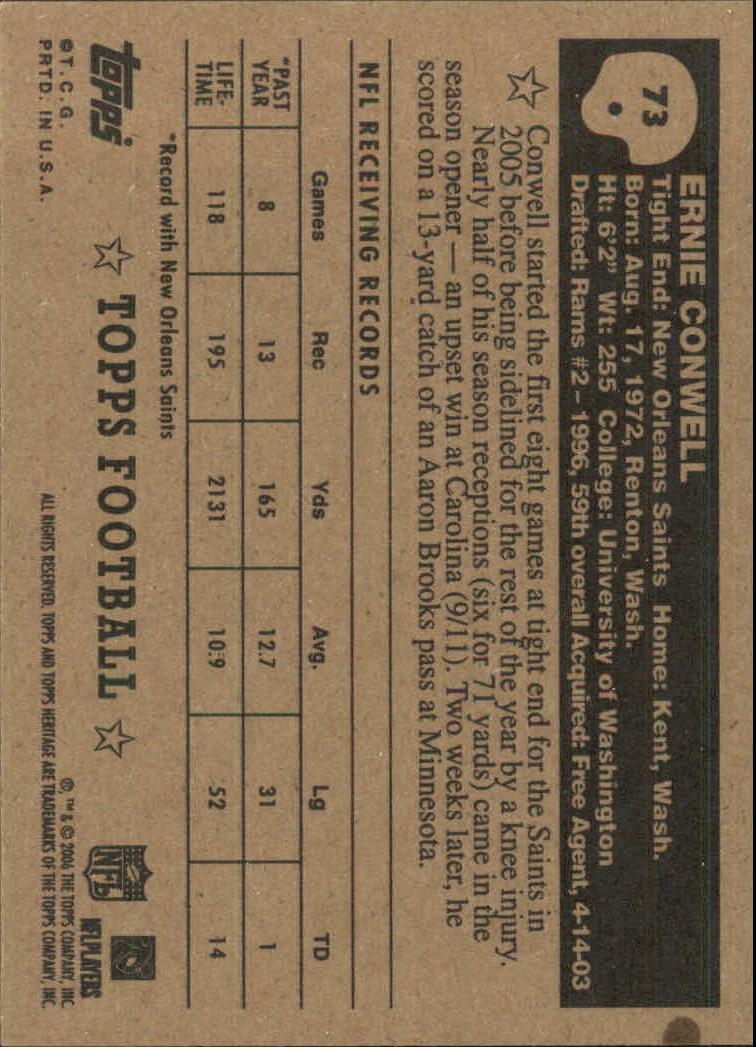 73
ERNIE CONWELL
Tight End: New Orleans Saints Home: Kent, Wash.
Born: Aug. 17, 1972, Renton, Wash.
Ht: 6'2" Wt: 255 College: University of Washington
Drafted: Rams #2 – 1996, 59th overall Acquired: Free Agent, 4-14-03
Conwell started the first eight games at tight end for the Saints in
2005 before being sidelined for the rest of the year by a knee injury.
Nearly half of his season receptions (six for 71 yards) came in the
season opener — an upset win at Carolina (9/11). Two weeks later, he
scored on a 13-yard catch of an Aaron Brooks pass at Minnesota.
NFL RECEIVING RECORDS
Games Rec Yds Avg. Lg TD
*PAST YEAR 8 13 165 12.7 31 1
LIFE-TIME 118 195 2131 10.9 52 14
*Record with New Orleans Saints
topps
©T.C.G.
PRTD. IN U.S.A.
☆ TOPPS FOOTBALL ☆
NFL
NFLPLAYERS
®, ™ & © 2006 THE TOPPS COMPANY, INC.
ALL RIGHTS RESERVED. TOPPS AND TOPPS HERITAGE ARE TRADEMARKS OF THE TOPPS COMPANY, INC.